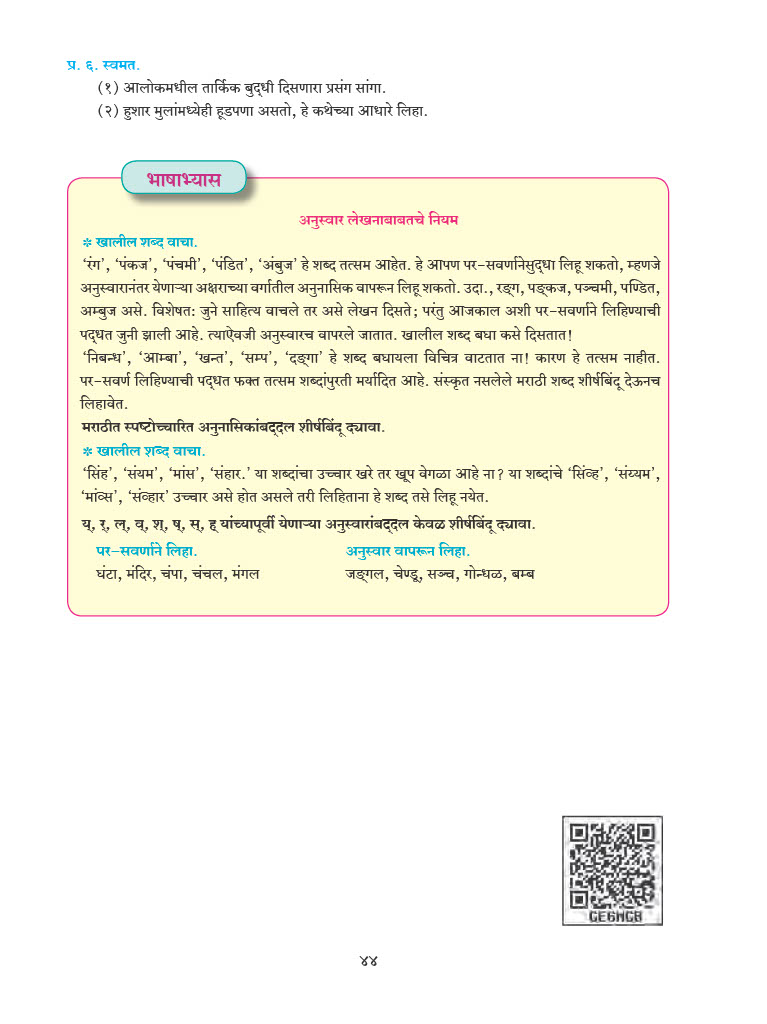 प्र. ६. स्वमत.
(१) आलोकमधील तार्किक बुद्‍धी दिसणारा प्रसंग सांगा.
(२) हुशार मुलांमध्येही हूडपणा असतो, हे कथेच्या आधारे लिहा.
भाषाभ्यास
अनुस्वार लेखनाबाबतचे नियम
* खालील शब्द वाचा.
‘रंग’, ‘पंकज’, ‘पंचमी’, ‘पंडित’, ‘अंबुज’ हे शब्द तत्सम आहेत. हे आपण पर-सवर्णानेसुद्‍धा लिहू शकतो, म्हणजे
अनुस्वारानंतर येणाऱ्या अक्षराच्या वर्गातील अनुनासिक वापरून लिहू शकतो. उदा., रङ्‍ग, पङ्‍कज, पञ्चमी, पण्डित,
अम्बुज असे. विशेषत: जुने साहित्य वाचले तर असे लेखन दिसते; परंतु आजकाल अशी पर-सवर्णाने लिहिण्याची
पद्‍धत जुनी झाली आहे. त्याऐवजी अनुस्वारच वापरले जातात. खालील शब्द बघा कसे दिसतात!
‘निबन्ध’, ‘आम्बा’, ‘खन्त’, ‘सम्प’, ‘दङ्‍गा’ हे शब्द बघायला विचित्र वाटतात ना! कारण हे तत्सम नाहीत.
पर-सवर्ण लिहिण्याची पद्‍धत फक्त तत्सम शब्दांपुरती मर्यादित आहे. संस्कृत नसलेले मराठी शब्द शीर्षबिंदू देऊनच
लिहावेत.
मराठीत स्पष्टोच्चारित अनुनासिकांबद्‍दल शीर्षबिंदू द्‍यावा.
* खालील शब्द वाचा.
‘सिंह’, ‘संयम’, ‘मांस’, ‘संहार.’ या शब्दांचा उच्चार खरे तर खूप वेगळा आहे ना? या शब्दांचे ‘सिंव्ह’, ‘संय्यम’,
‘मांव्स’, ‘संव्हार’ उच्चार असे होत असले तरी लिहिताना हे शब्द तसे लिहू नयेत.
य्, र्, ल्, व्, श्, ष्, स्, ह् यांच्यापूर्वी येणाऱ्या अनुस्वारांबद्‍दल केवळ शीर्षबिंदू द्‍यावा.
पर-सवर्णाने लिहा. अनुस्वार वापरून लिहा.
घंटा, मंदिर, चंपा, चंचल, मंगल जङ्‍गल, चेण्डू, सञ्च, गोन्धळ, बम्ब
GE6MGB
४४